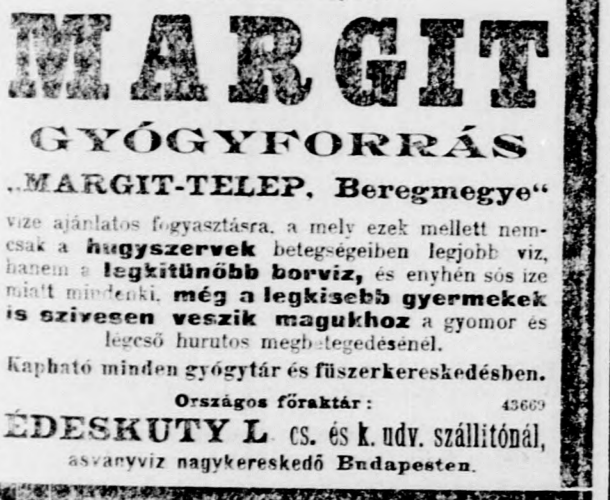 MARGIT
GYÓGYFORRÁS
„MARGIT-TELEP, Beregmegye“
vize ajánlatos fogyasztásra, a mely ezek mellett nem-
csak a hugyszervek betegségeiben legjobb viz,
hanem a legkitünőbb borviz, és enyhén sós ize
miatt mindenki, még a legkisebb gyermekek
is szivesen veszik magukhoz a gyomor és
légcső hurutos megbetegedésénél.
Kapható minden gyógytár és füszerkereskedésben.
Országos főraktár: 43669
ÉDESKUTY L cs. és k. udv. szállitónál,
ásványviz nagykereskedő Budapesten.